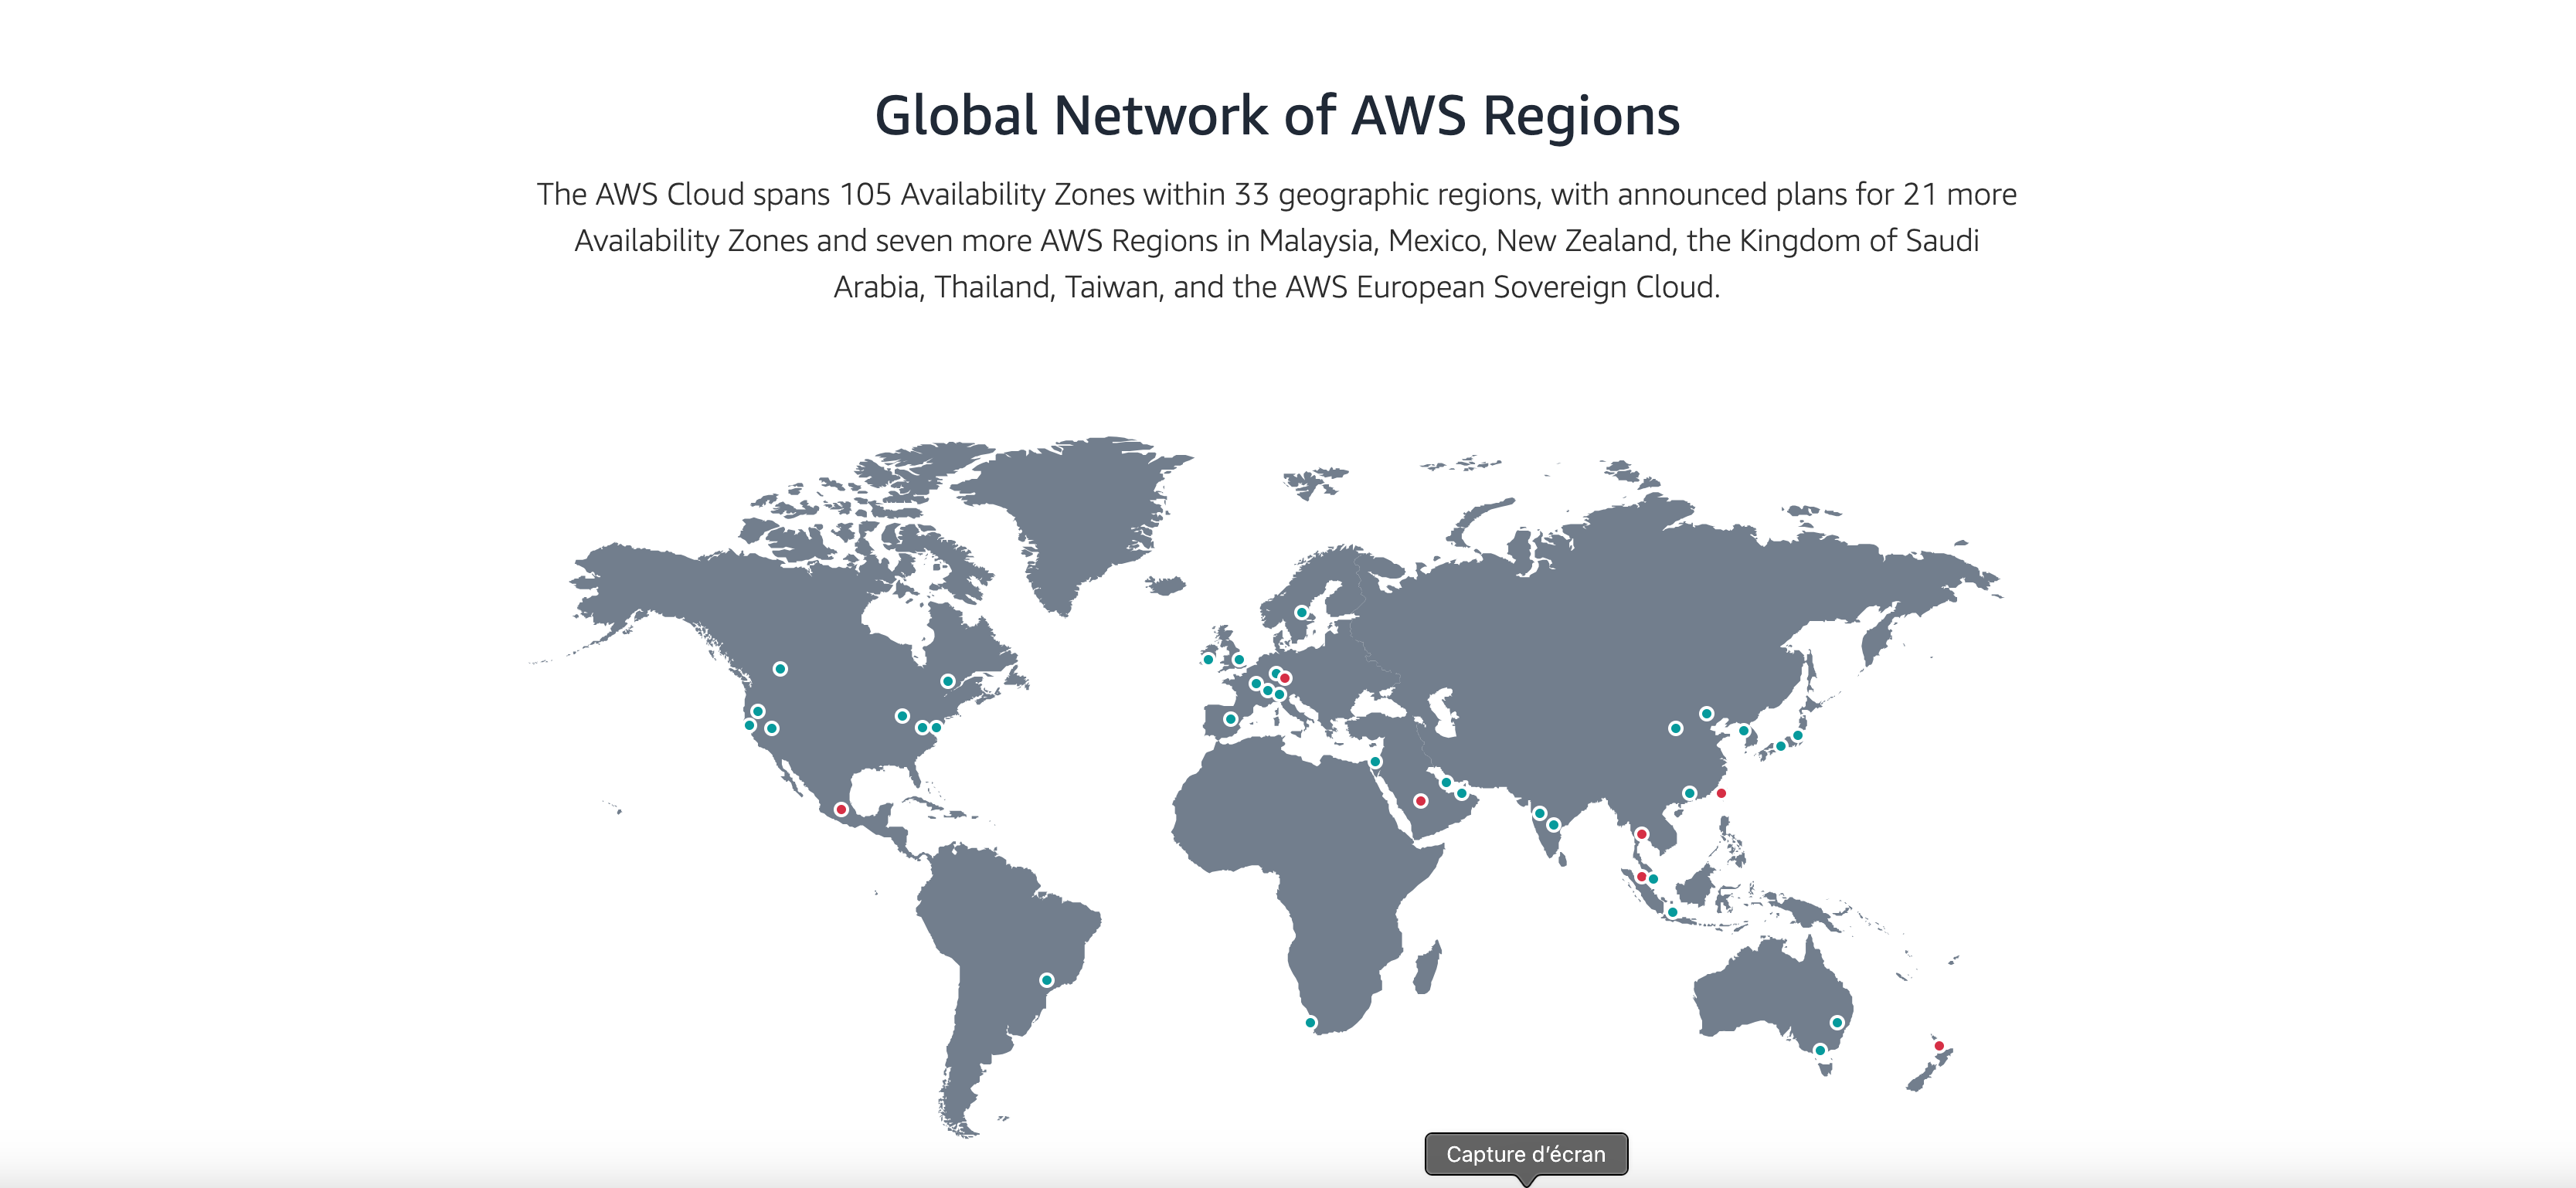 Global Network of AWS Regions
The AWS Cloud spans 105 Availability Zones within 33 geographic regions, with announced plans for 21 more
Availability Zones and seven more AWS Regions in Malaysia, Mexico, New Zealand, the Kingdom of Saudi
Arabia, Thailand, Taiwan, and the AWS European Sovereign Cloud.
Capture d’écran